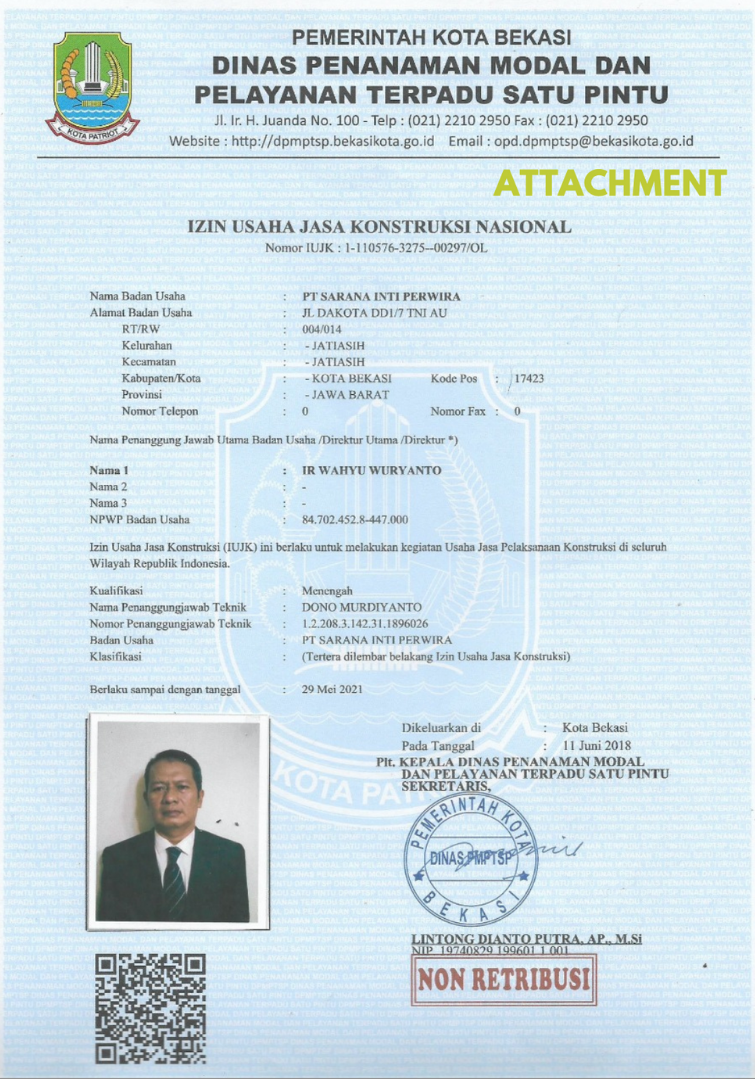 PEMERINTAH KOTA BEKASI
DINAS PENANAMAN MODAL DAN
PELAYANAN TERPADU SATU PINTU
Jl. Ir. H. Juanda No. 100 - Telp : (021) 2210 2950 Fax : (021) 2210 2950
Website : http://dpmptsp.bekasikota.go.id Email : opd.dpmptsp@bekasikota.go.id
KOTA PATRIOT
ATTACHMENT
IZIN USAHA JASA KONSTRUKSI NASIONAL
Nomor IUJK : 1-110576-3275--00297/OL
Nama Badan Usaha : PT SARANA INTI PERWIRA
Alamat Badan Usaha : JL DAKOTA DD1/7 TNI AU
RT/RW : 004/014
Kelurahan : - JATIASIH
Kecamatan : - JATIASIH
Kabupaten/Kota : - KOTA BEKASI Kode Pos : 17423
Provinsi : - JAWA BARAT
Nomor Telepon : 0 Nomor Fax : 0
Nama Penanggung Jawab Utama Badan Usaha /Direktur Utama /Direktur *)
Nama 1 : IR WAHYU WURYANTO
Nama 2 : -
Nama 3 : -
NPWP Badan Usaha : 84.702.452.8-447.000
Izin Usaha Jasa Konstruksi (IUJK) ini berlaku untuk melakukan kegiatan Usaha Jasa Pelaksanaan Konstruksi di seluruh
Wilayah Republik Indonesia.
Kualifikasi : Menengah
Nama Penanggungjawab Teknik : DONO MURDIYANTO
Nomor Penanggungjawab Teknik : 1.2.208.3.142.31.1896026
Badan Usaha : PT SARANA INTI PERWIRA
Klasifikasi : (Tertera dilembar belakang Izin Usaha Jasa Konstruksi)
Berlaku sampai dengan tanggal : 29 Mei 2021
Dikeluarkan di : Kota Bekasi
Pada Tanggal : 11 Juni 2018
Plt. KEPALA DINAS PENANAMAN MODAL
DAN PELAYANAN TERPADU SATU PINTU
SEKRETARIS,
KOTA PATRIOT
PEMERINTAH KOTA
DINAS PMPTSP
BEKASI
LINTONG DIANTO PUTRA, AP., M.Si
NIP. 19740829 199601 1 001
NON RETRIBUSI